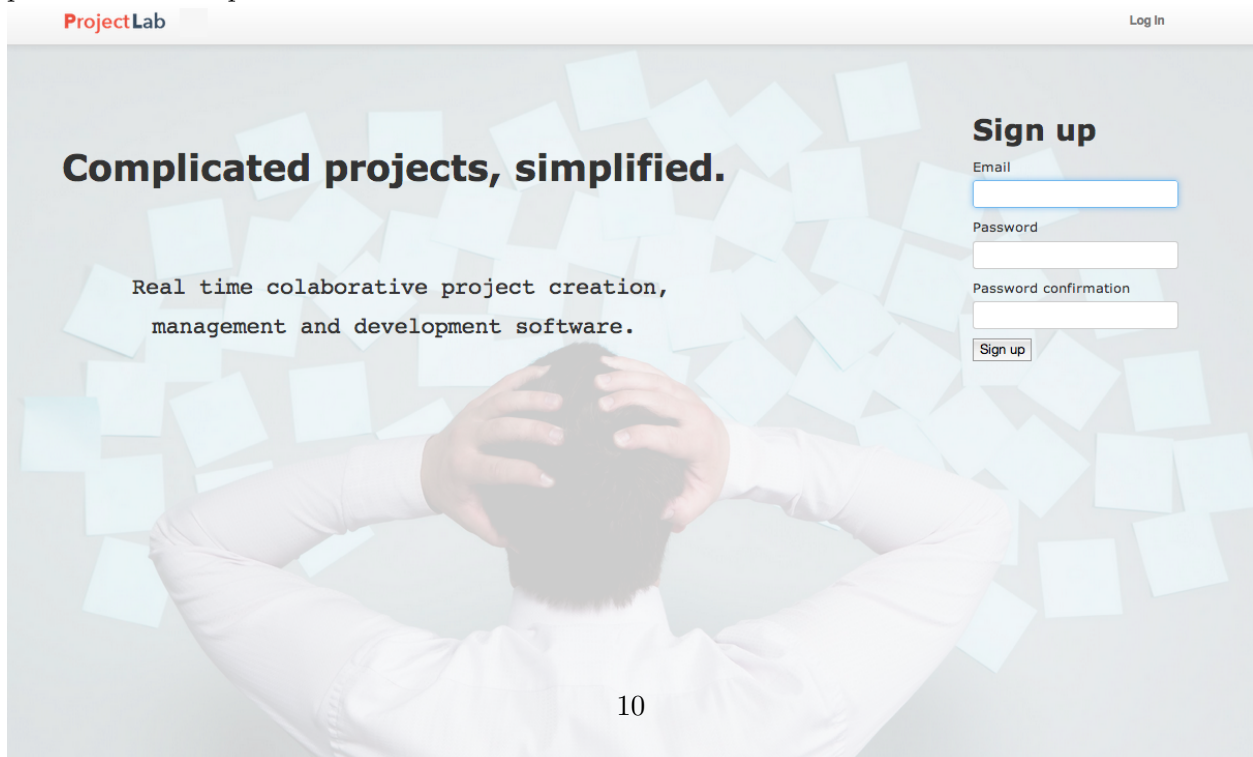 ProjectLab
Log In
Complicated projects, simplified.
Real time colaborative project creation,
management and development software.
Sign up
Email
Password
Password confirmation
Sign up
10